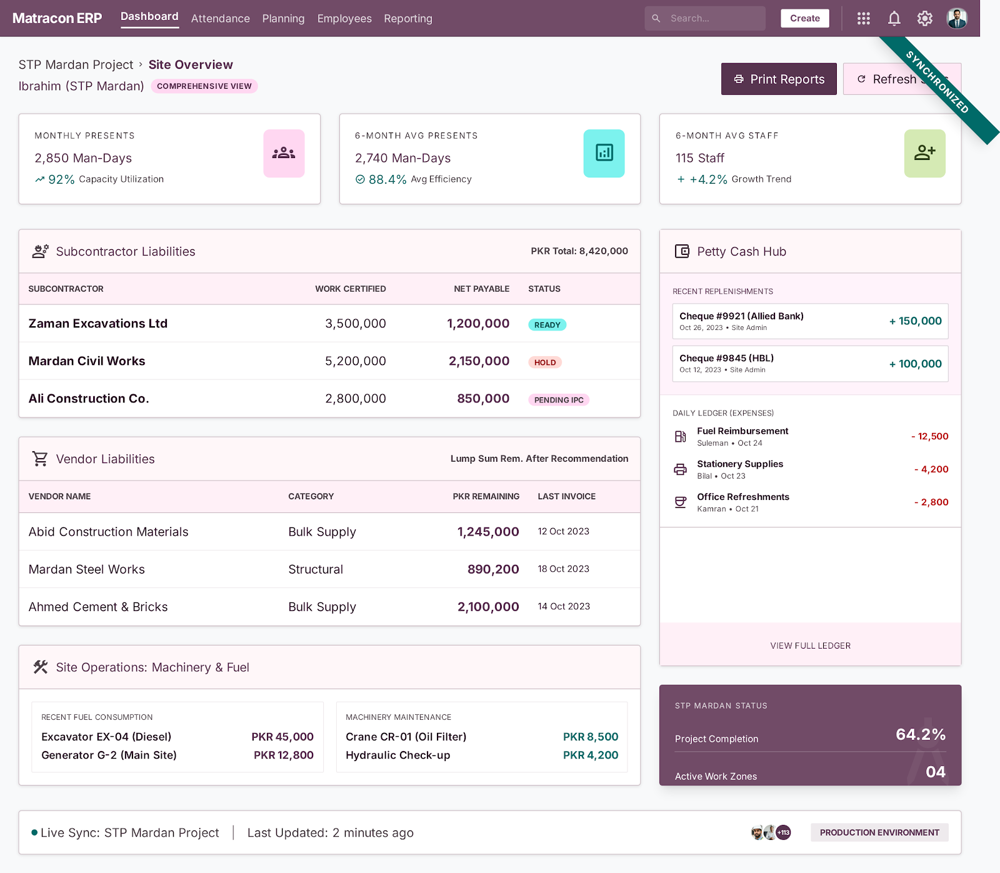 Matracon ERP Dashboard Attendance Planning Employees Reporting Search... Create
SYNCHRONIZED
STP Mardan Project › Site Overview
Ibrahim (STP Mardan) COMPREHENSIVE VIEW
Print Reports Refresh
MONTHLY PRESENTS
2,850 Man-Days
92% Capacity Utilization
6-MONTH AVG PRESENTS
2,740 Man-Days
88.4% Avg Efficiency
6-MONTH AVG STAFF
115 Staff
+4.2% Growth Trend
Subcontractor Liabilities PKR Total: 8,420,000
SUBCONTRACTOR WORK CERTIFIED NET PAYABLE STATUS
Zaman Excavations Ltd 3,500,000 1,200,000 READY
Mardan Civil Works 5,200,000 2,150,000 HOLD
Ali Construction Co. 2,800,000 850,000 PENDING IPC
Vendor Liabilities Lump Sum Rem. After Recommendation
VENDOR NAME CATEGORY PKR REMAINING LAST INVOICE
Abid Construction Materials Bulk Supply 1,245,000 12 Oct 2023
Mardan Steel Works Structural 890,200 18 Oct 2023
Ahmed Cement & Bricks Bulk Supply 2,100,000 14 Oct 2023
Site Operations: Machinery & Fuel
RECENT FUEL CONSUMPTION
Excavator EX-04 (Diesel) PKR 45,000
Generator G-2 (Main Site) PKR 12,800
MACHINERY MAINTENANCE
Crane CR-01 (Oil Filter) PKR 8,500
Hydraulic Check-up PKR 4,200
Petty Cash Hub
RECENT REPLENISHMENTS
Cheque #9921 (Allied Bank) + 150,000
Oct 26, 2023 • Site Admin
Cheque #9845 (HBL) + 100,000
Oct 12, 2023 • Site Admin
DAILY LEDGER (EXPENSES)
Fuel Reimbursement - 12,500
Suleman • Oct 24
Stationery Supplies - 4,200
Bilal • Oct 23
Office Refreshments - 2,800
Kamran • Oct 21
VIEW FULL LEDGER
STP MARDAN STATUS
Project Completion 64.2%
Active Work Zones 04
Live Sync: STP Mardan Project | Last Updated: 2 minutes ago +113 PRODUCTION ENVIRONMENT